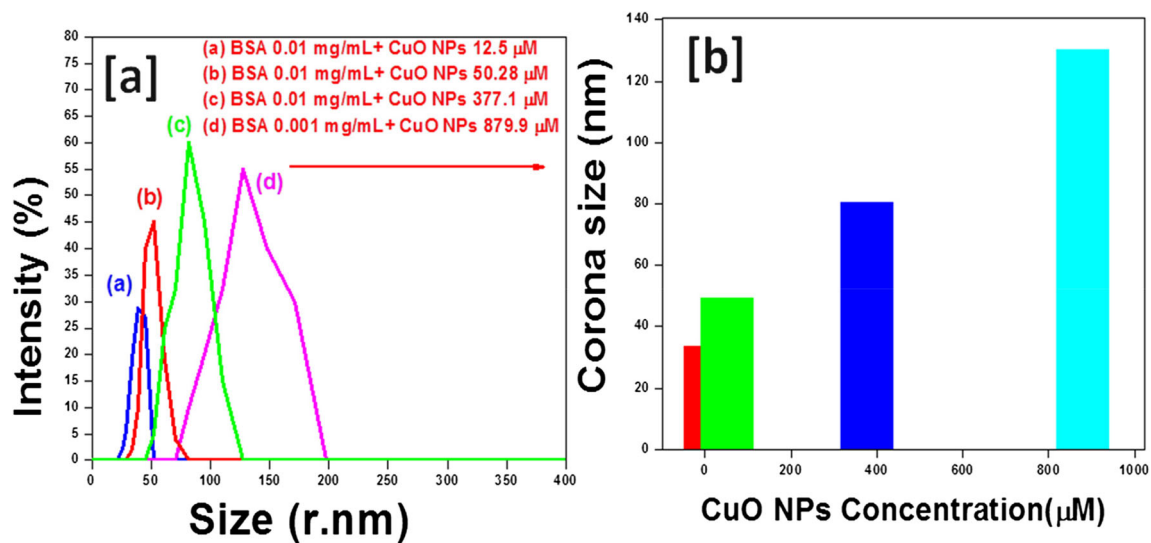 [a]
(a) BSA 0.01 mg/mL+ CuO NPs 12.5 μM
(b) BSA 0.01 mg/mL+ CuO NPs 50.28 μM
(c) BSA 0.01 mg/mL+ CuO NPs 377.1 μM
(d) BSA 0.001 mg/mL+ CuO NPs 879.9 μM
(a)
(b)
(c)
(d)
Intensity (%)
80
75
70
65
60
55
50
45
40
35
30
25
20
15
10
5
0
0 50 100 150 200 250 300 350 400
Size (r.nm)
[b]
Corona size (nm)
140
120
100
80
60
40
20
0
0 200 400 600 800 1000
CuO NPs Concentration(μM)